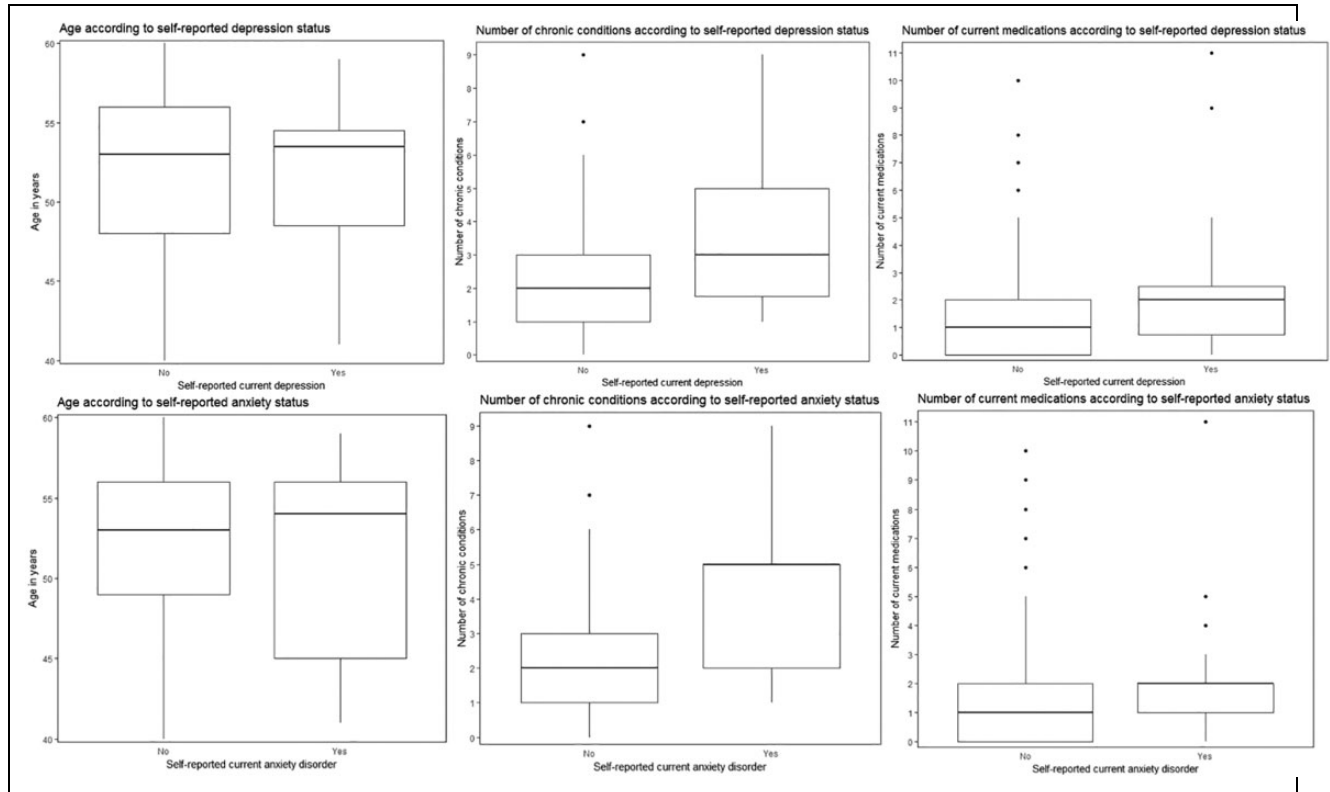 Age according to self-reported depression status
60
55
50
45
40
Age in years
No
Yes
Self-reported current depression
Number of chronic conditions according to self-reported depression status
9
8
7
6
5
4
3
2
1
0
Number of chronic conditions
No
Yes
Self-reported current depression
Number of current medications according to self-reported depression status
11
10
9
8
7
6
5
4
3
2
1
0
Number of current medications
No
Yes
Self-reported current depression
Age according to self-reported anxiety status
60
55
50
45
40
Age in years
No
Yes
Self-reported current anxiety disorder
Number of chronic conditions according to self-reported anxiety status
9
8
7
6
5
4
3
2
1
0
Number of chronic conditions
No
Yes
Self-reported current anxiety disorder
Number of current medications according to self-reported anxiety status
11
10
9
8
7
6
5
4
3
2
1
0
Number of current medications
No
Yes
Self-reported current anxiety disorder